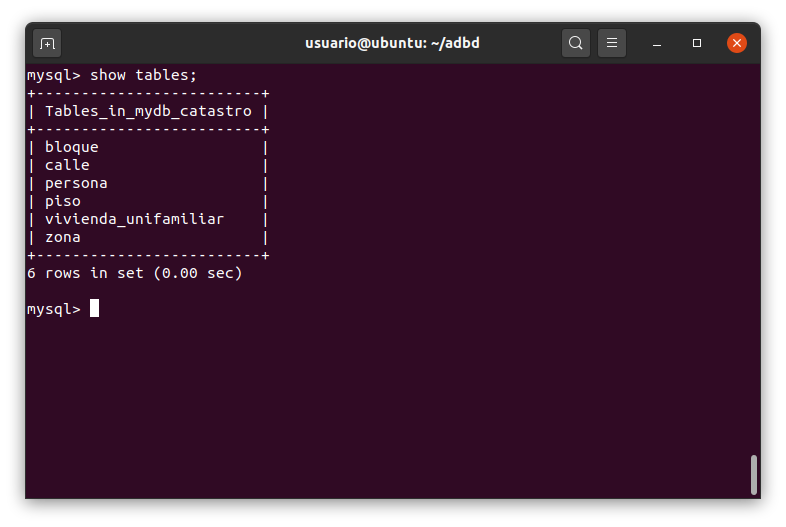 usuario@ubuntu: ~/adbd
mysql> show tables;
+-------------------------+
| Tables_in_mydb_catastro |
+-------------------------+
| bloque                  |
| calle                   |
| persona                 |
| piso                    |
| vivienda_unifamiliar    |
| zona                    |
+-------------------------+
6 rows in set (0.00 sec)

mysql>